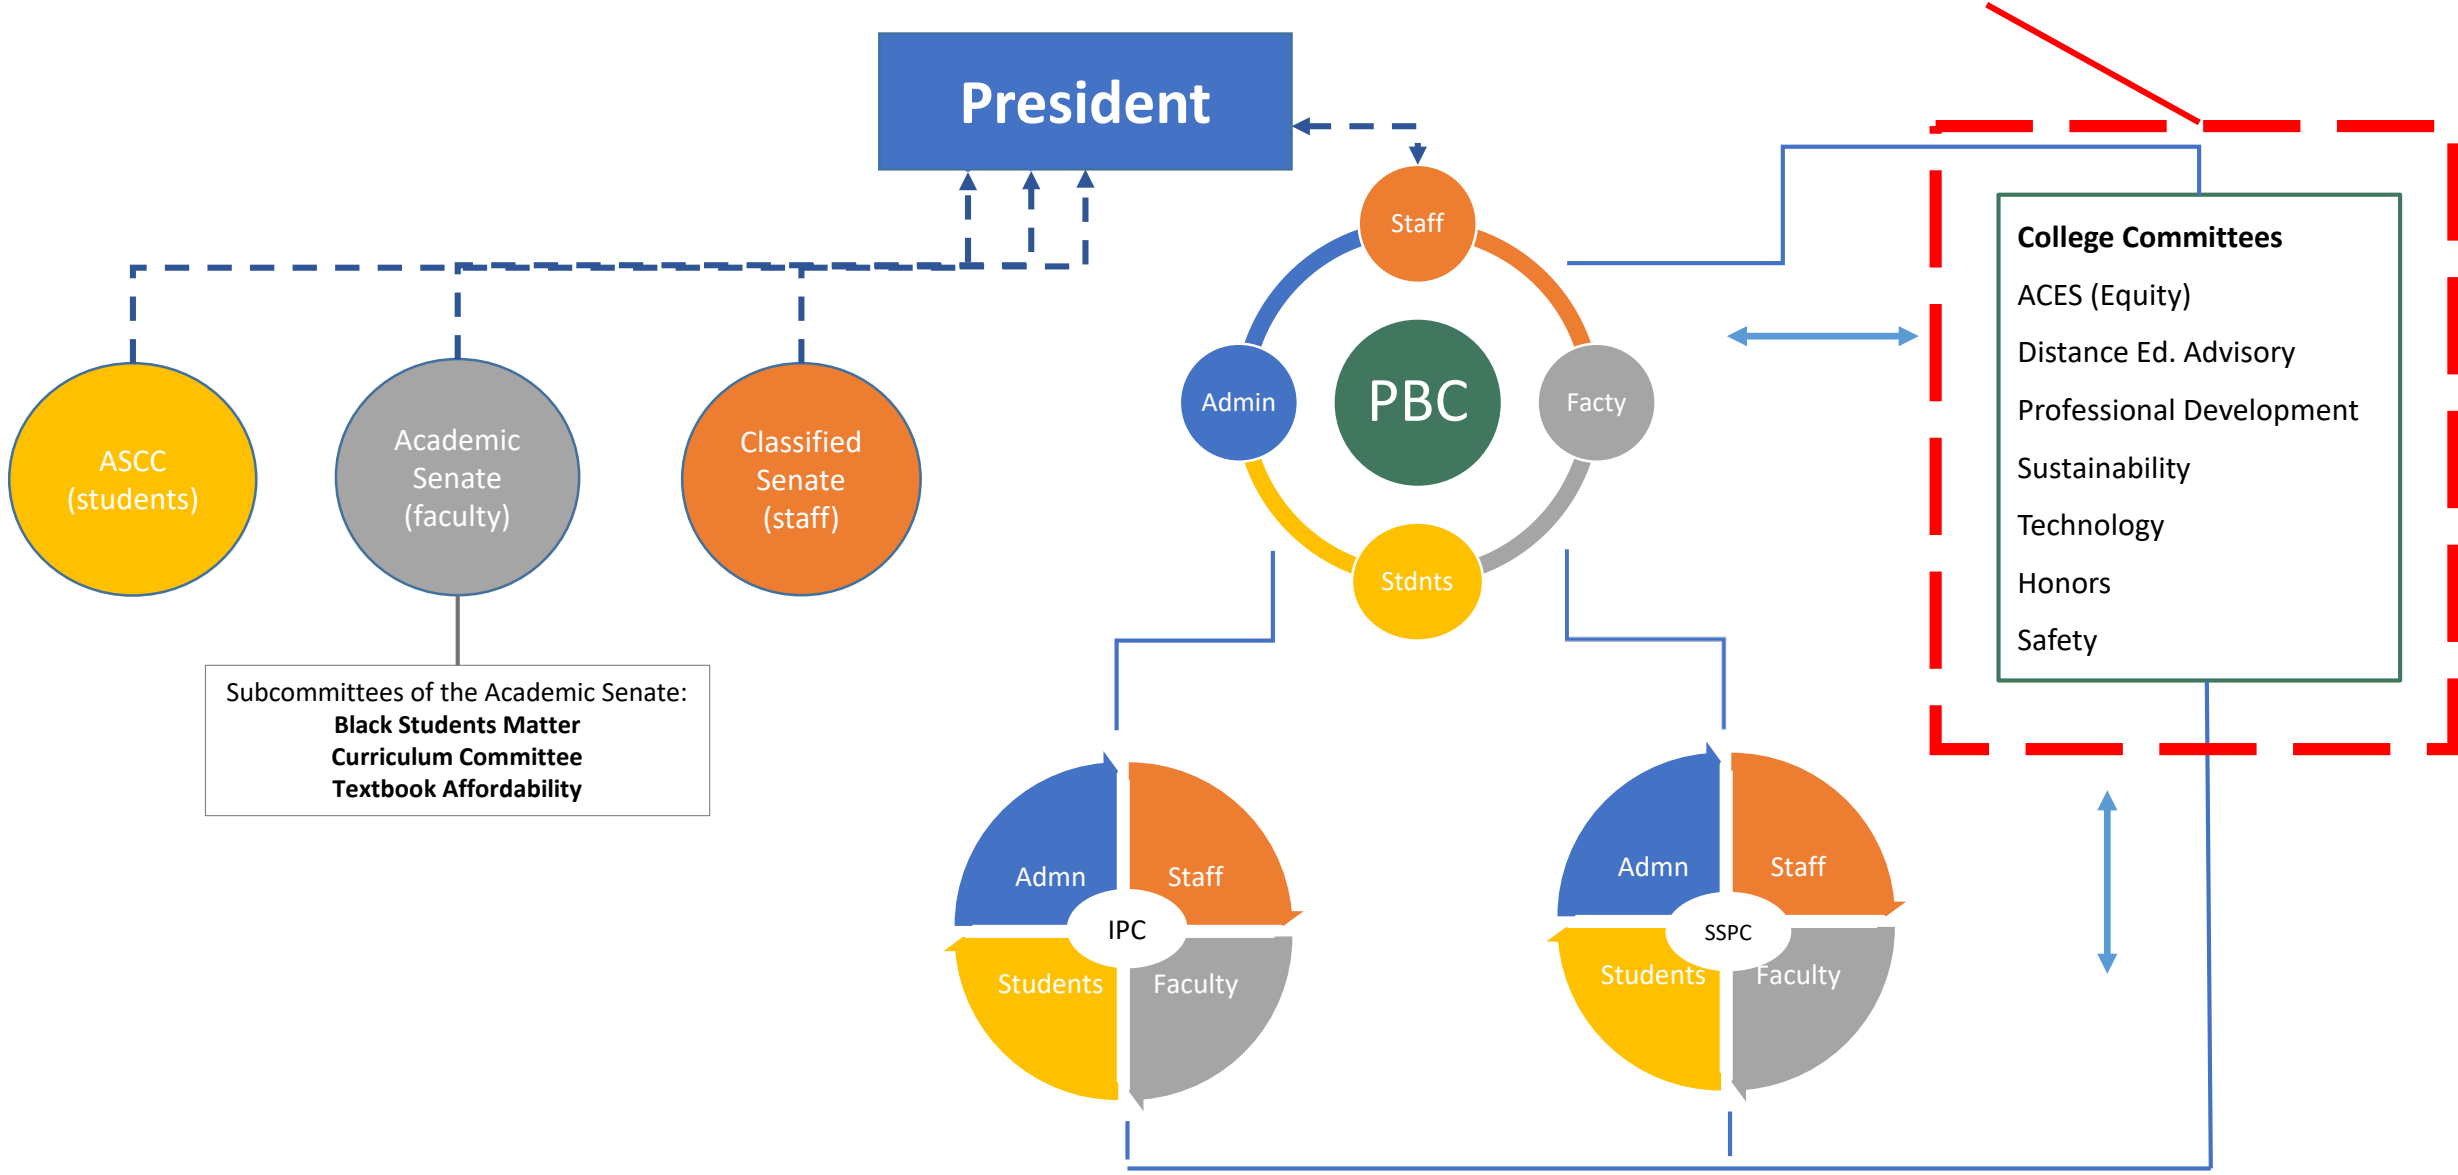 President
Staff
Admin
PBC
Facty
Stdnts
ASCC
(students)
Academic
Senate
(faculty)
Classified
Senate
(staff)
Subcommittees of the Academic Senate:
Black Students Matter
Curriculum Committee
Textbook Affordability
College Committees
ACES (Equity)
Distance Ed. Advisory
Professional Development
Sustainability
Technology
Honors
Safety
Admn
Staff
IPC
Students
Faculty
Admn
Staff
SSPC
Students
Faculty